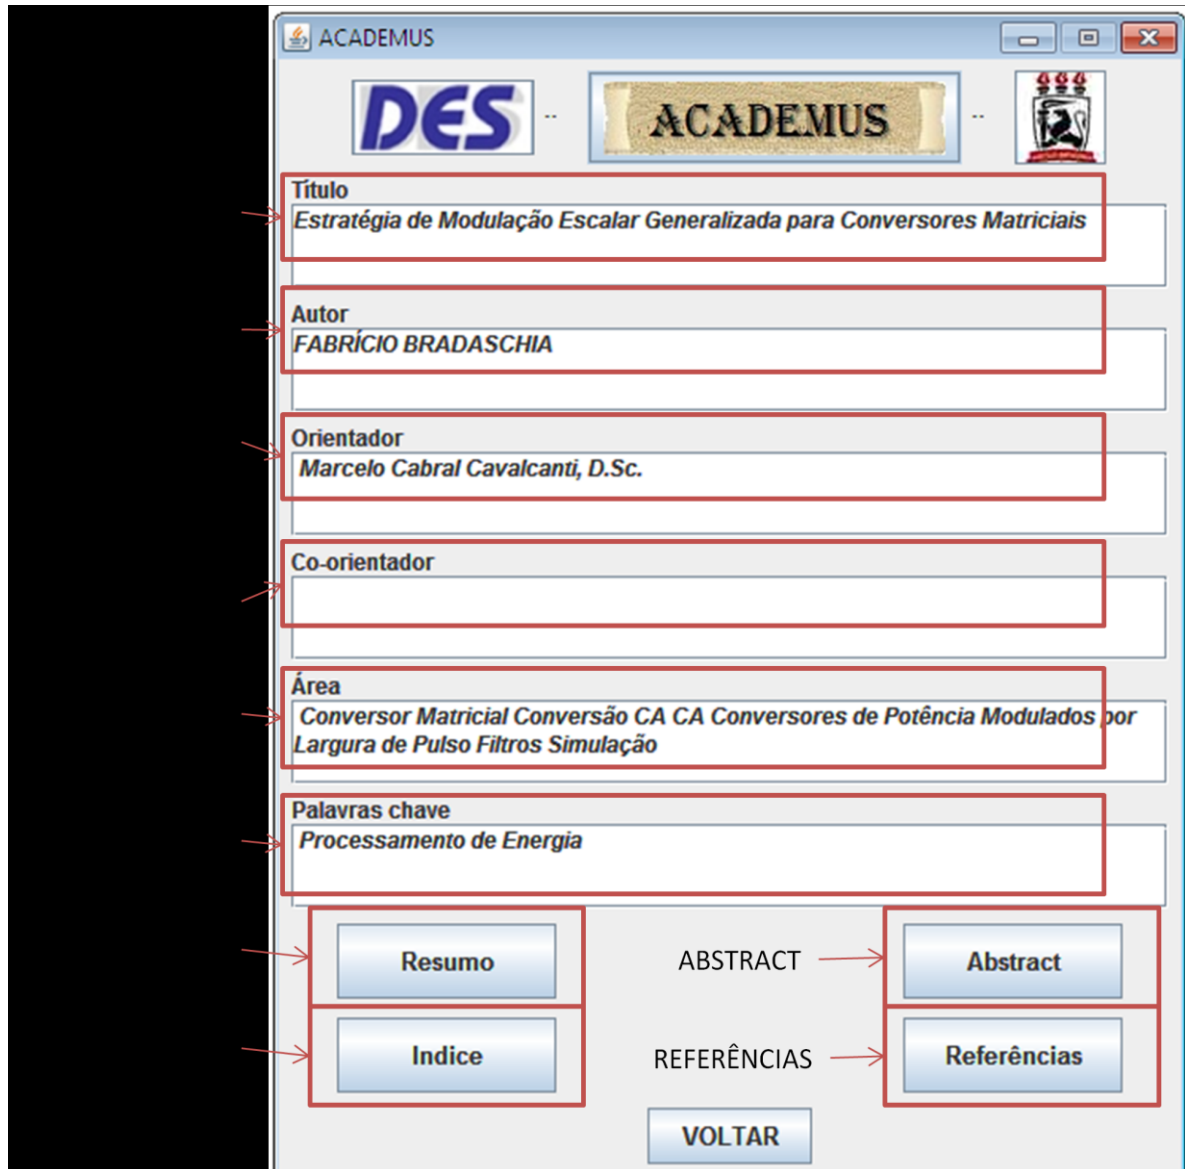 ACADEMUS
DES -- ACADEMUS --
Título
Estratégia de Modulação Escalar Generalizada para Conversores Matriciais
Autor
FABRÍCIO BRADASCHIA
Orientador
Marcelo Cabral Cavalcanti, D.Sc.
Co-orientador
Área
Conversor Matricial Conversão CA CA Conversores de Potência Modulados por
Largura de Pulso Filtros Simulação
Palavras chave
Processamento de Energia
Resumo ABSTRACT Abstract
Indice REFERÊNCIAS Referências
VOLTAR